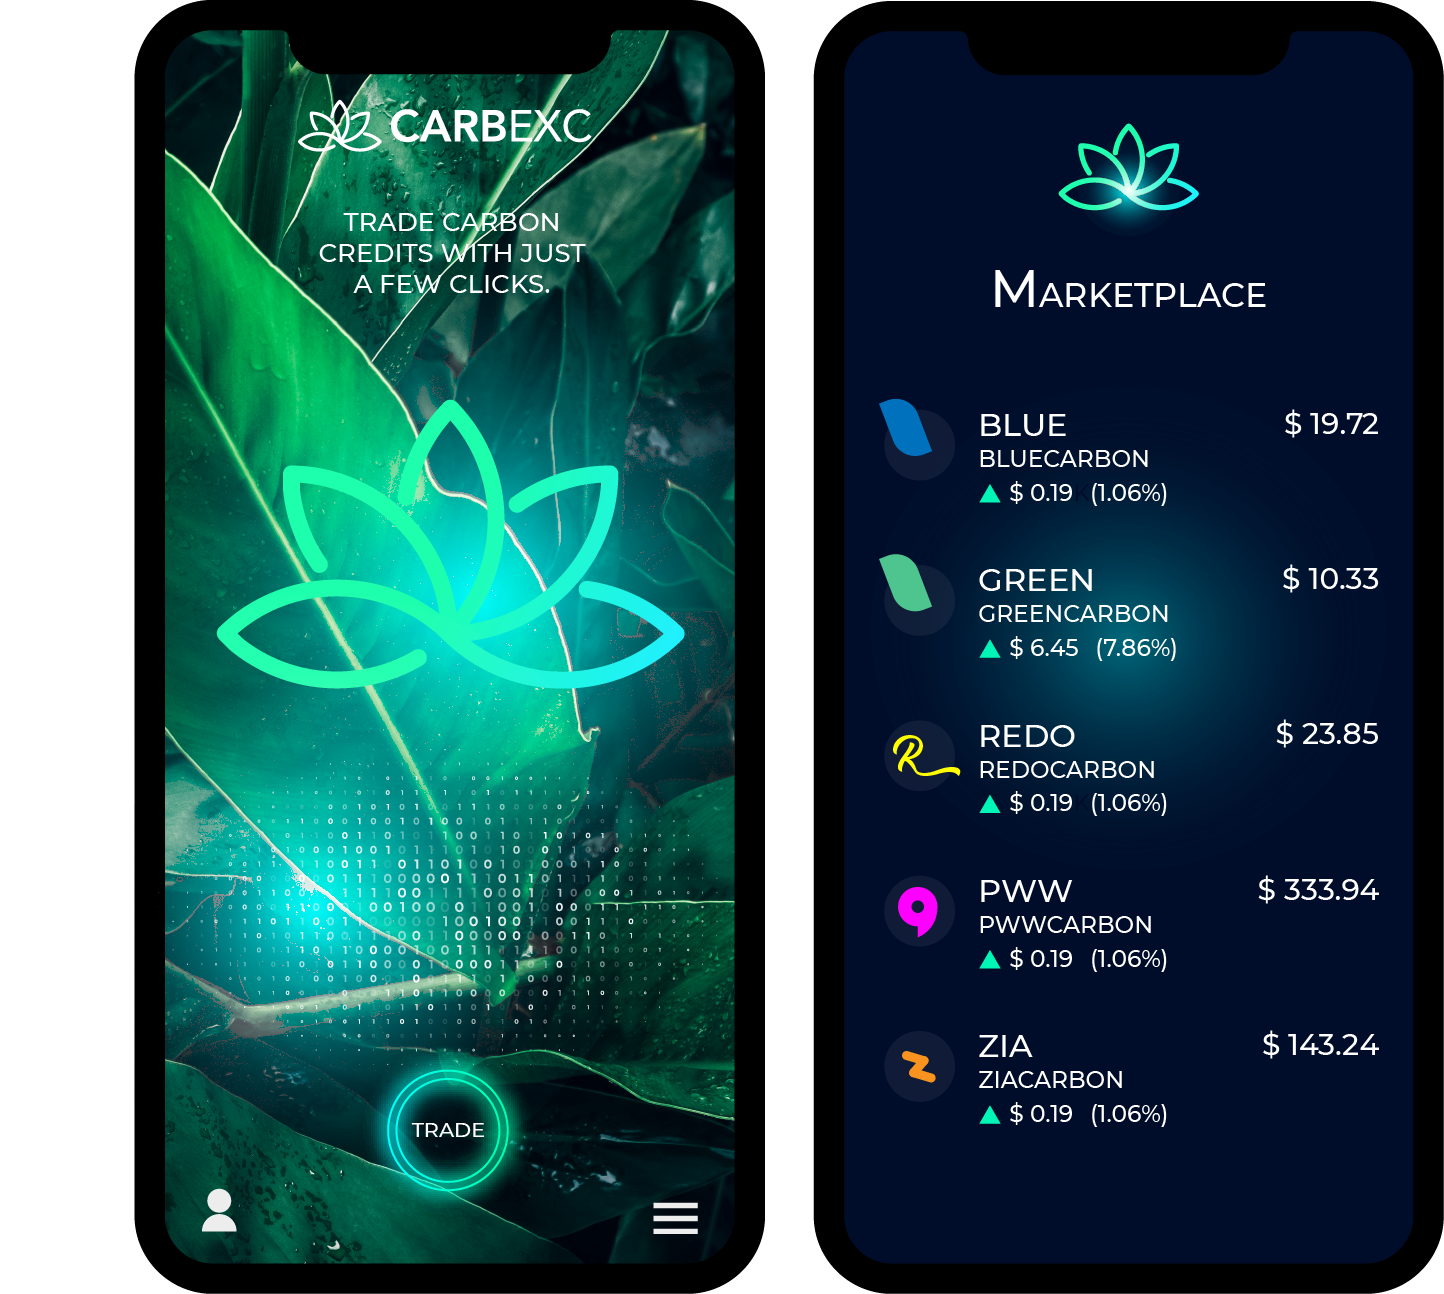 CARBEXC
TRADE CARBON
CREDITS WITH JUST
A FEW CLICKS.
TRADE
MARKETPLACE
BLUE $ 19.72
BLUECARBON
▲ $ 0.19 (1.06%)
GREEN $ 10.33
GREENCARBON
▲ $ 6.45 (7.86%)
REDO $ 23.85
REDOCARBON
▲ $ 0.19 (1.06%)
PWW $ 333.94
PWWCARBON
▲ $ 0.19 (1.06%)
ZIA $ 143.24
ZIACARBON
▲ $ 0.19 (1.06%)